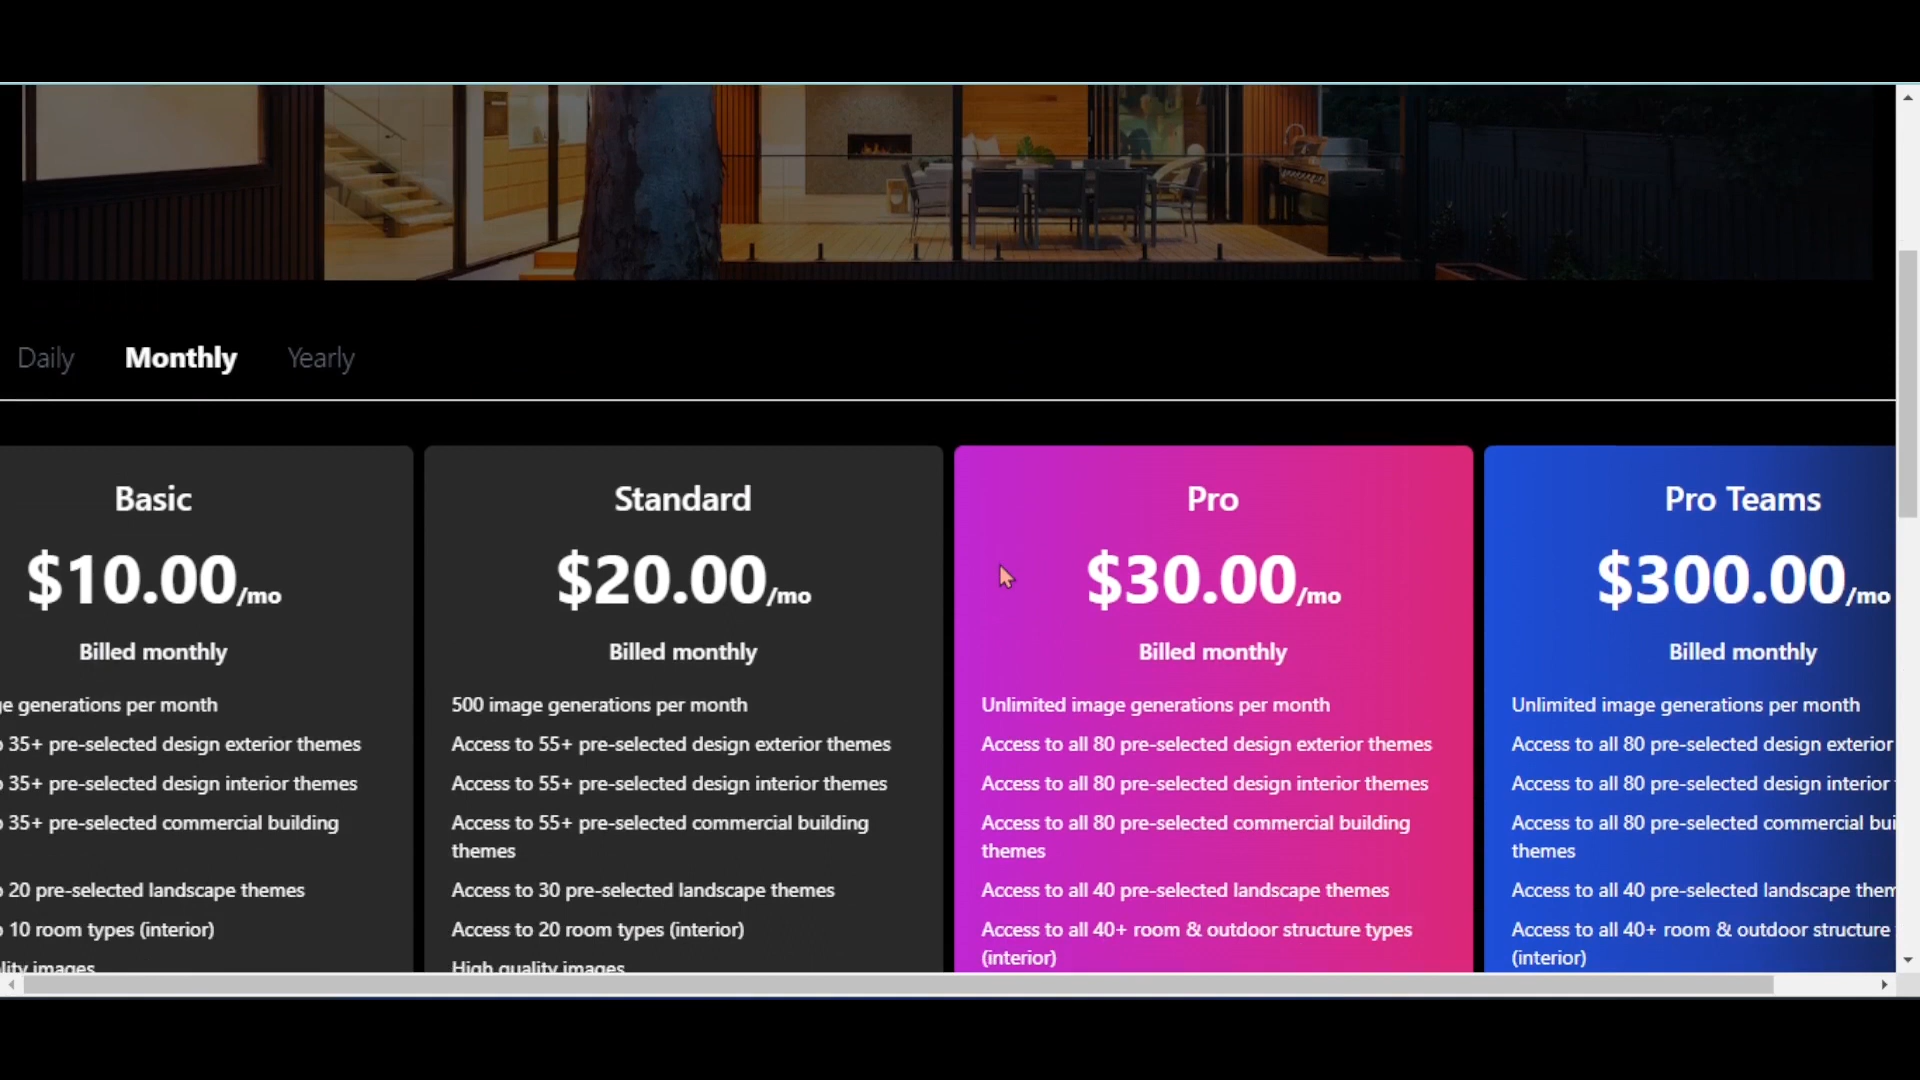 Daily Monthly Yearly
Basic
$10.00/mo
Billed monthly
generations per month
35+ pre-selected design exterior themes
35+ pre-selected design interior themes
35+ pre-selected commercial building
20 pre-selected landscape themes
10 room types (interior)
images
Standard
$20.00/mo
Billed monthly
500 image generations per month
Access to 55+ pre-selected design exterior themes
Access to 55+ pre-selected design interior themes
Access to 55+ pre-selected commercial building
themes
Access to 30 pre-selected landscape themes
Access to 20 room types (interior)
High quality images
Pro
$30.00/mo
Billed monthly
Unlimited image generations per month
Access to all 80 pre-selected design exterior themes
Access to all 80 pre-selected design interior themes
Access to all 80 pre-selected commercial building
themes
Access to all 40 pre-selected landscape themes
Access to all 40+ room & outdoor structure types
(interior)
Pro Teams
$300.00/mo
Billed monthly
Unlimited image generations per month
Access to all 80 pre-selected design exterior
Access to all 80 pre-selected design interior
Access to all 80 pre-selected commercial
themes
Access to all 40 pre-selected landscape
Access to all 40+ room & outdoor structure
(interior)